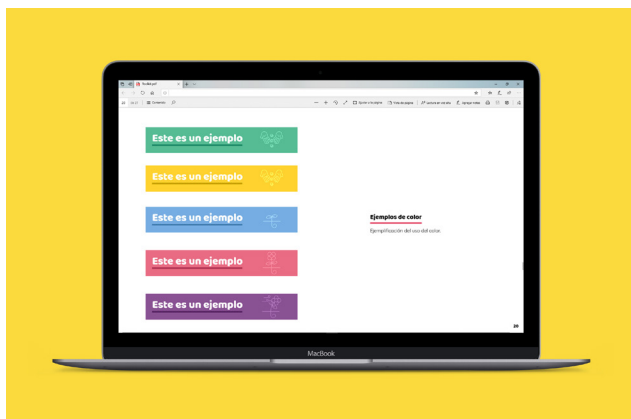 Este es un ejemplo
Este es un ejemplo
Este es un ejemplo
Este es un ejemplo
Este es un ejemplo
Ejemplos de color
Ejemplificación del uso del color.
20
MacBook